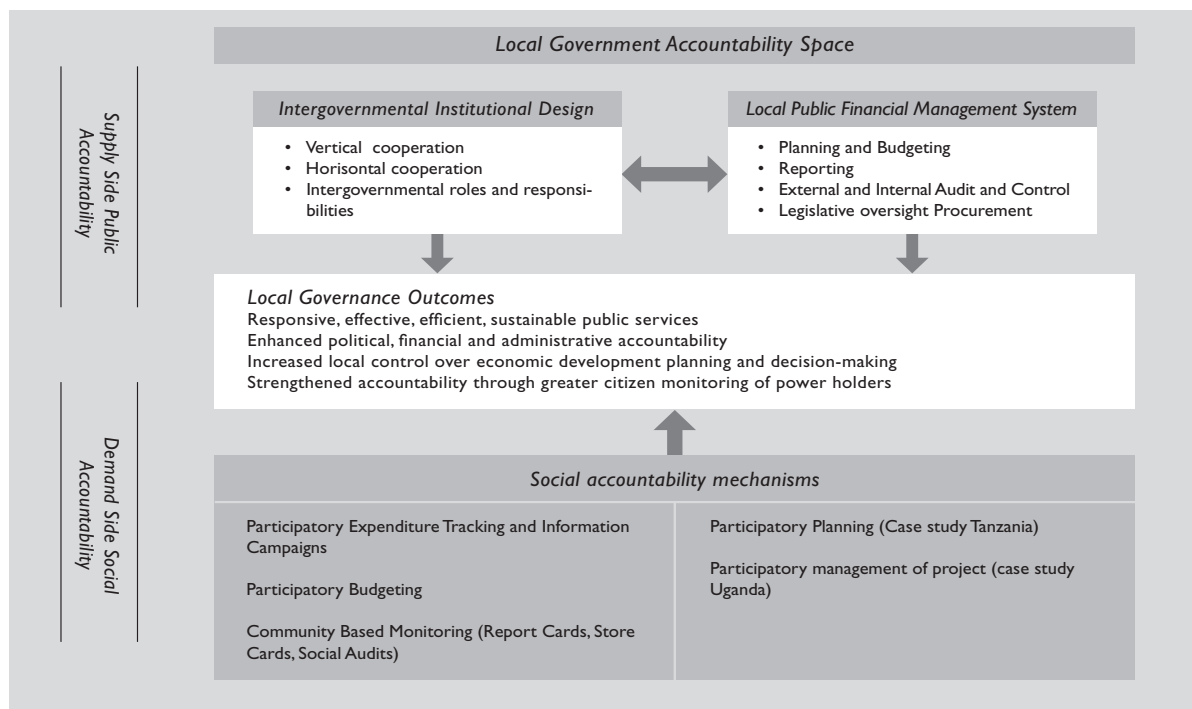 Local Government Accountability Space
Supply Side Public
Accountability
Intergovernmental Institutional Design
• Vertical cooperation
• Horisontal cooperation
• Intergovernmental roles and responsi-
bilities
Local Public Financial Management System
• Planning and Budgeting
• Reporting
• External and Internal Audit and Control
• Legislative oversight Procurement
Local Governance Outcomes
Responsive, effective, efficient, sustainable public services
Enhanced political, financial and administrative accountability
Increased local control over economic development planning and decision-making
Strengthened accountability through greater citizen monitoring of power holders
Demand Side Social
Accountability
Social accountability mechanisms
Participatory Expenditure Tracking and Information
Campaigns
Participatory Budgeting
Community Based Monitoring (Report Cards, Store
Cards, Social Audits)
Participatory Planning (Case study Tanzania)
Participatory management of project (case study
Uganda)